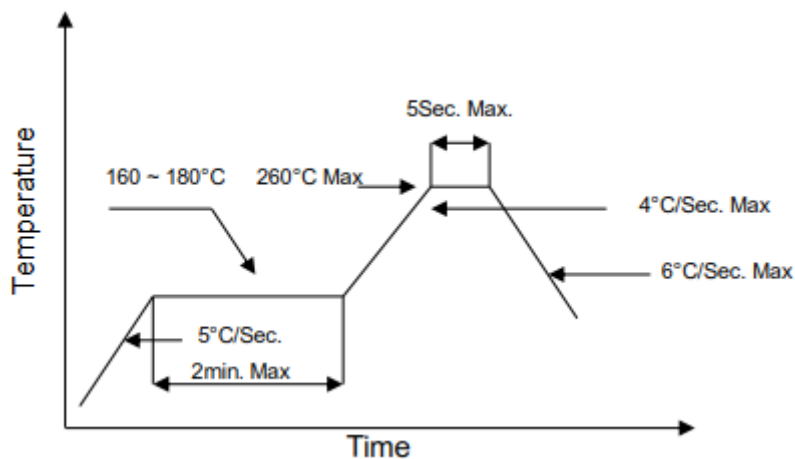 5Sec. Max.
160 ~ 180°C 260°C Max
4°C/Sec. Max
6°C/Sec. Max
5°C/Sec.
2min. Max
Temperature
Time